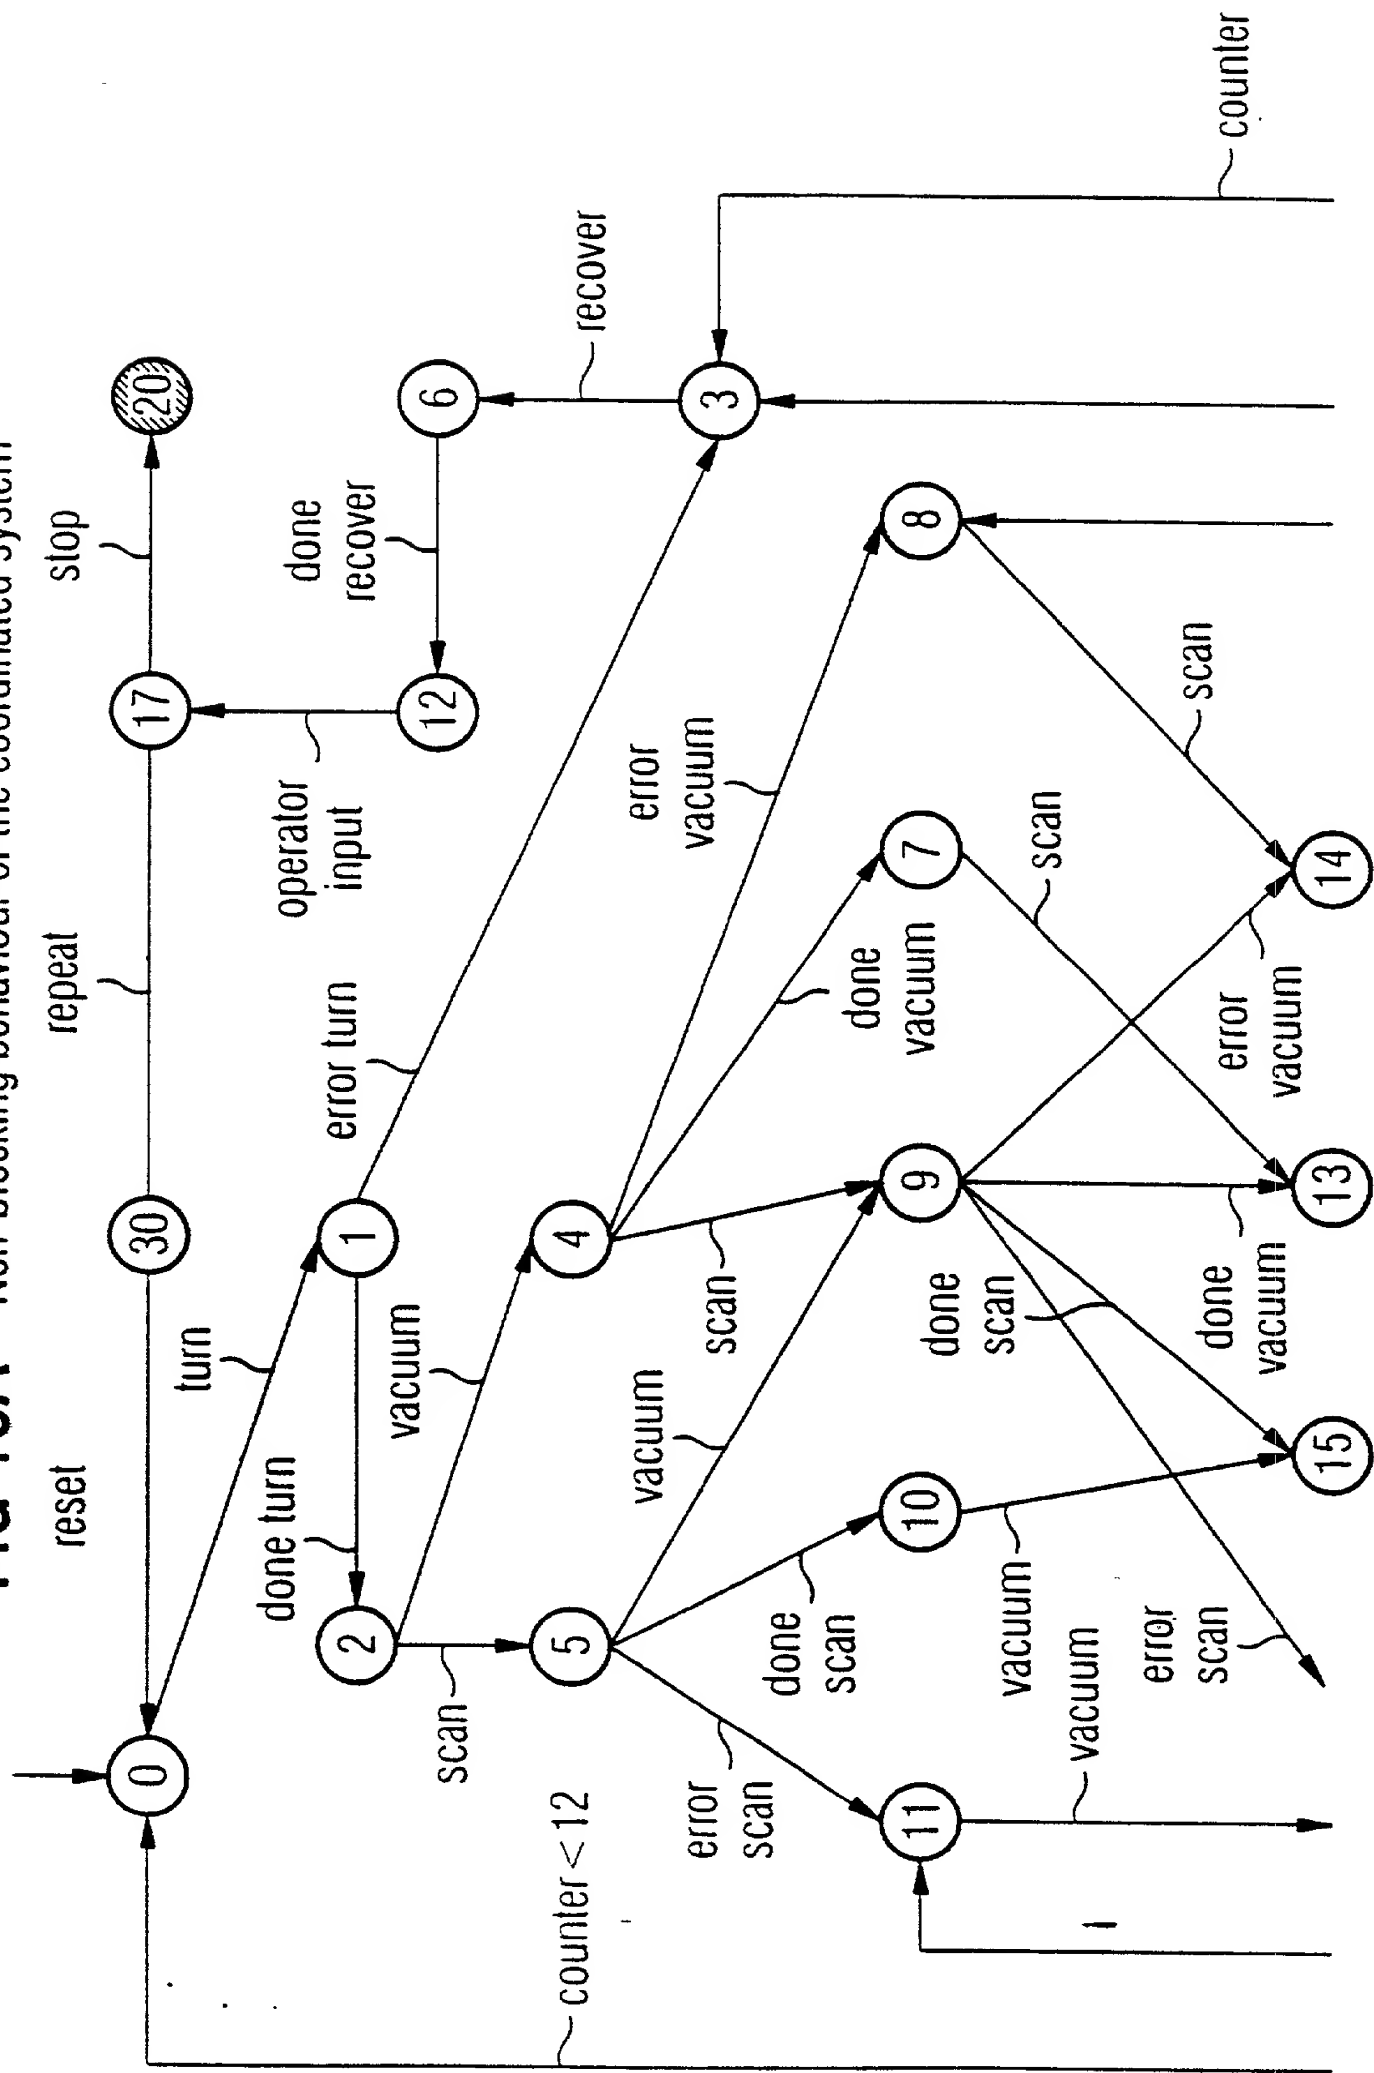 Non blocking behaviour of the coordinated system
reset
repeat
stop
0
30
17
20
turn
operator
input
done
recover
done turn
error turn
2
1
12
6
vacuum
recover
scan
counter < 12
5
4
3
error
vacuum
vacuum
scan
error
scan
done
scan
done
vacuum
11
10
9
7
8
done
scan
vacuum
scan
scan
vacuum
error
scan
done
vacuum
error
vacuum
counter
15
13
14